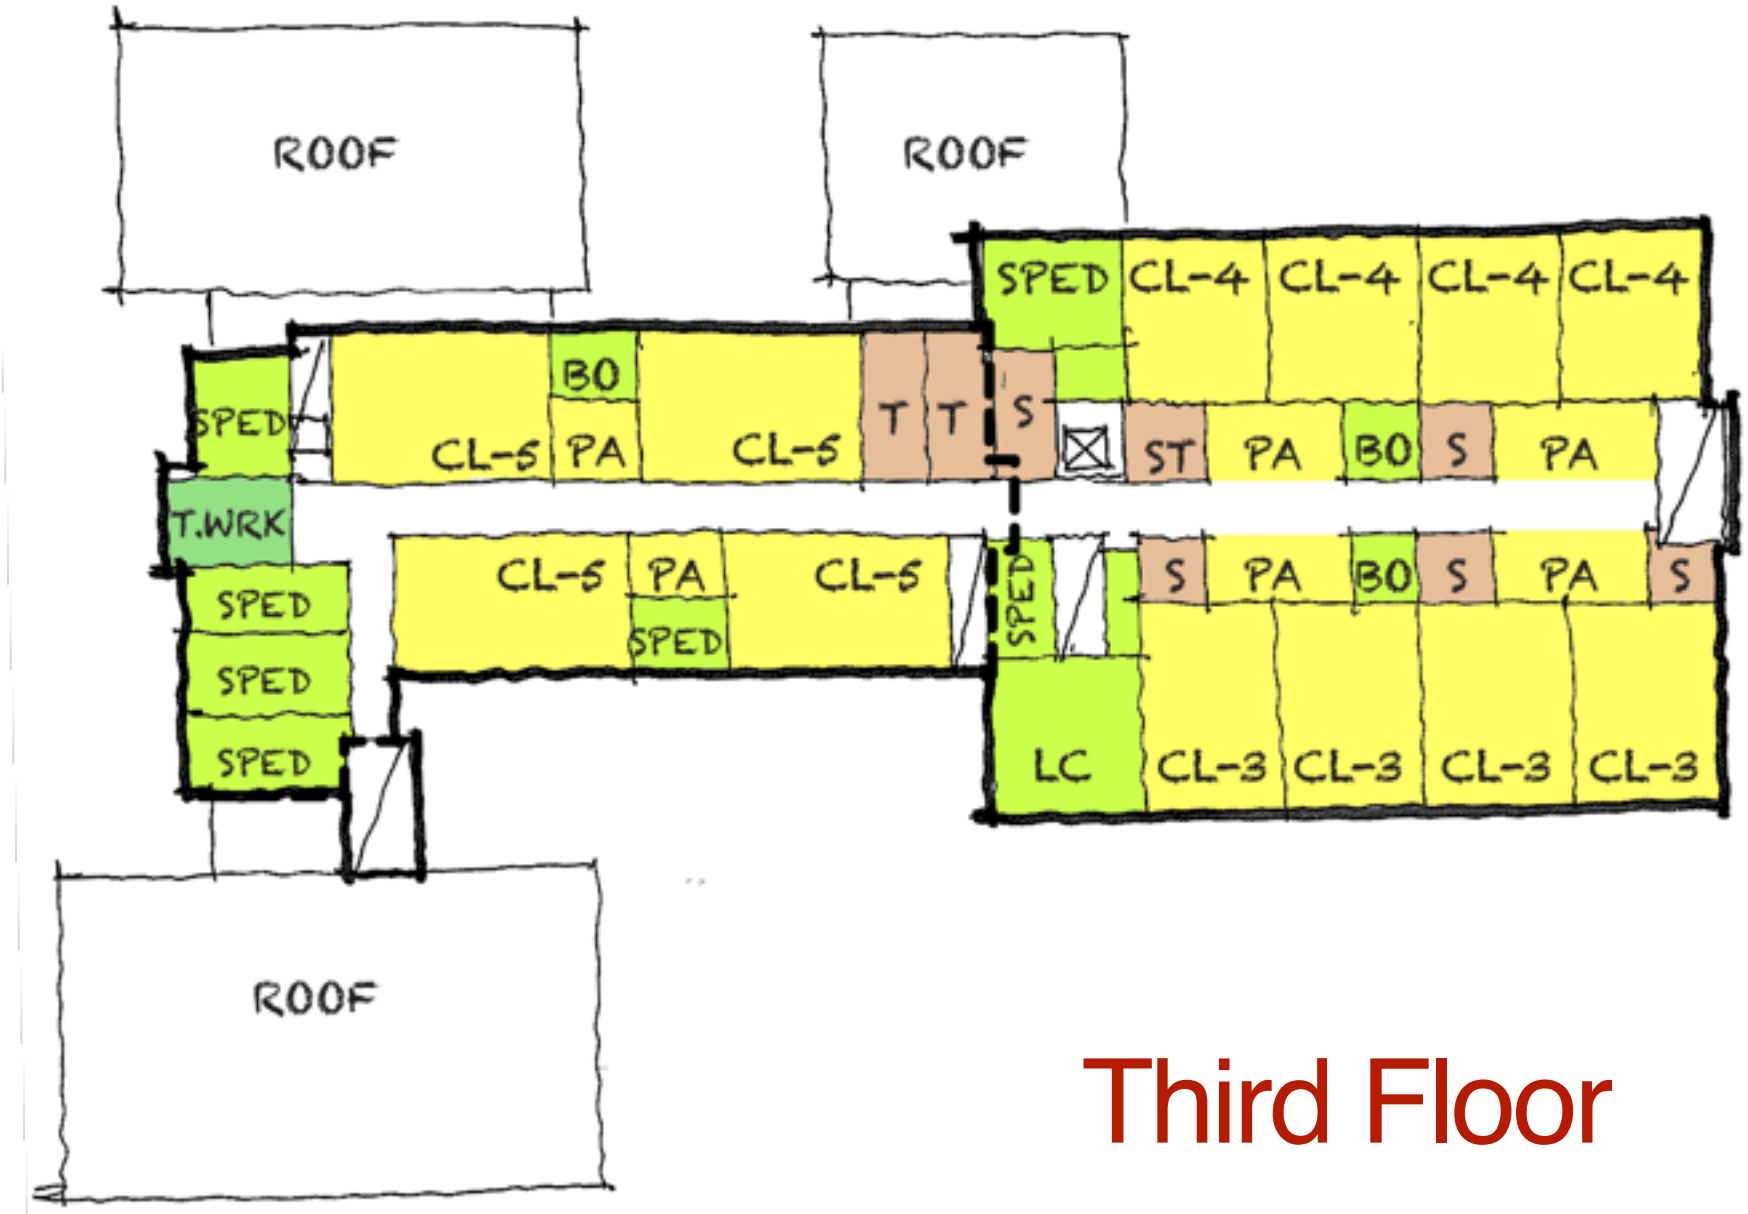 ROOF
ROOF
SPED CL-4 CL-4 CL-4 CL-4
SPED CL-5 BO PA CL-5 T T S ST PA BO S PA
T.WRK
CL-5 PA CL-5 SPED S PA BO S PA S
SPED
SPED
SPED
SPED
LC CL-3 CL-3 CL-3 CL-3
ROOF
Third Floor